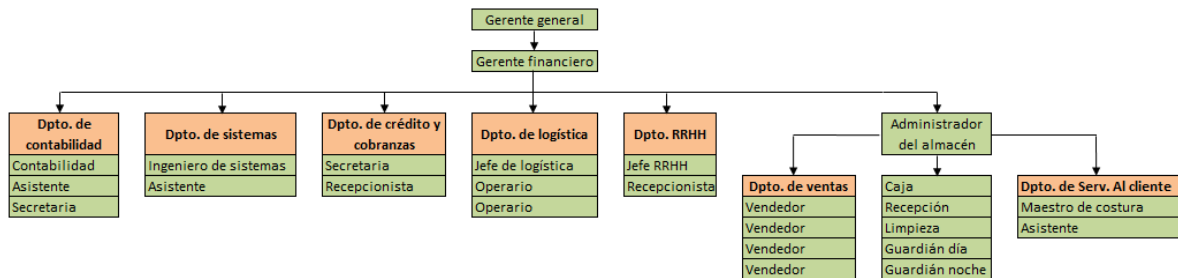 Gerente general
Gerente financiero
Dpto. de
contabilidad
Contabilidad
Asistente
Secretaria
Dpto. de sistemas
Ingeniero de sistemas
Asistente
Dpto. de crédito y
cobranzas
Secretaria
Recepcionista
Dpto. de logística
Jefe de logística
Operario
Operario
Dpto. RRHH
Jefe RRHH
Recepcionista
Administrador
del almacén
Dpto. de ventas
Vendedor
Vendedor
Vendedor
Vendedor
Caja
Recepción
Limpieza
Guardián día
Guardián noche
Dpto. de Serv. Al cliente
Maestro de costura
Asistente